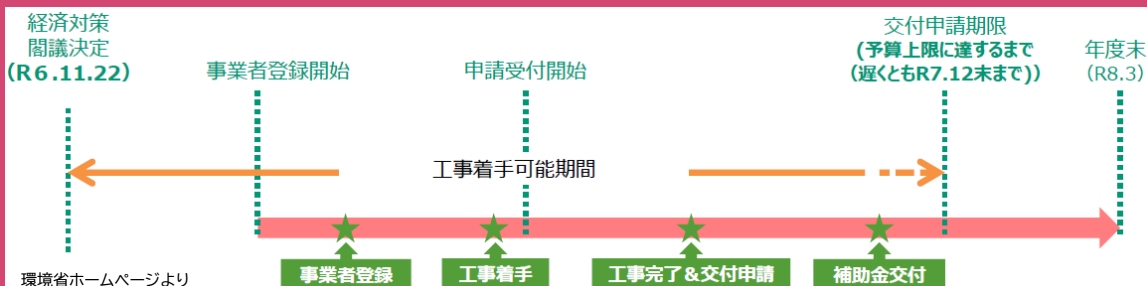 経済対策
閣議決定
(R6.11.22)
事業者登録開始
申請受付開始
交付申請期限
(予算上限に達するまで
(遅くともR7.12末まで))
年度末
(R8.3)
工事着手可能期間
環境省ホームページより
事業者登録
工事着手
工事完了&交付申請
補助金交付